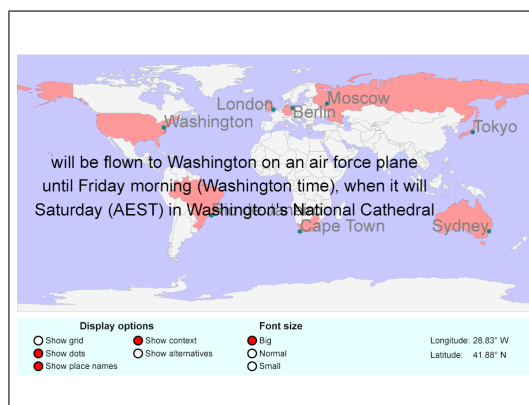 London
Moscow
Berlin
Washington
Tokyo
will be flown to Washington on an air force plane
until Friday morning (Washington time), when it will
Saturday (AEST) in Washington's National Cathedral
Cape Town
Sydney
Display options
Font size
Show grid
Show context
Big
Longitude: 28.83° W
Show dots
Show alternatives
Normal
Latitude: 41.88° N
Show place names
Small